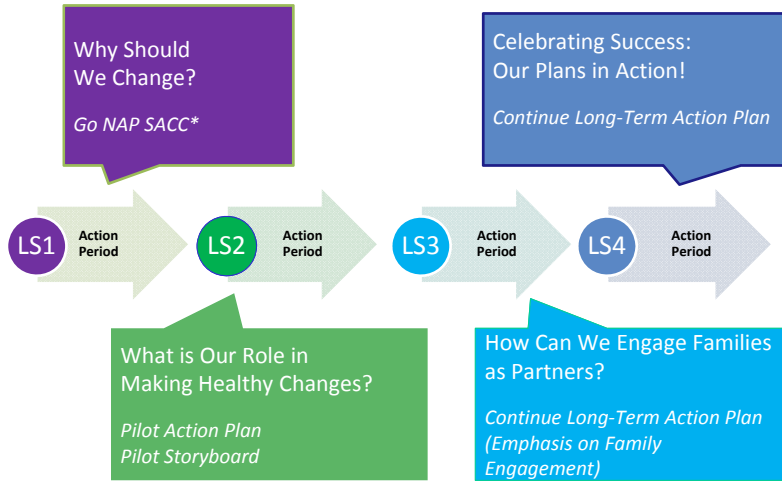 Why Should
We Change?
Go NAP SACC*
Celebrating Success:
Our Plans in Action!
Continue Long-Term Action Plan
LS1
Action
Period
LS2
Action
Period
LS3
Action
Period
LS4
Action
Period
What is Our Role in
Making Healthy Changes?
Pilot Action Plan
Pilot Storyboard
How Can We Engage Families
as Partners?
Continue Long-Term Action Plan
(Emphasis on Family
Engagement)